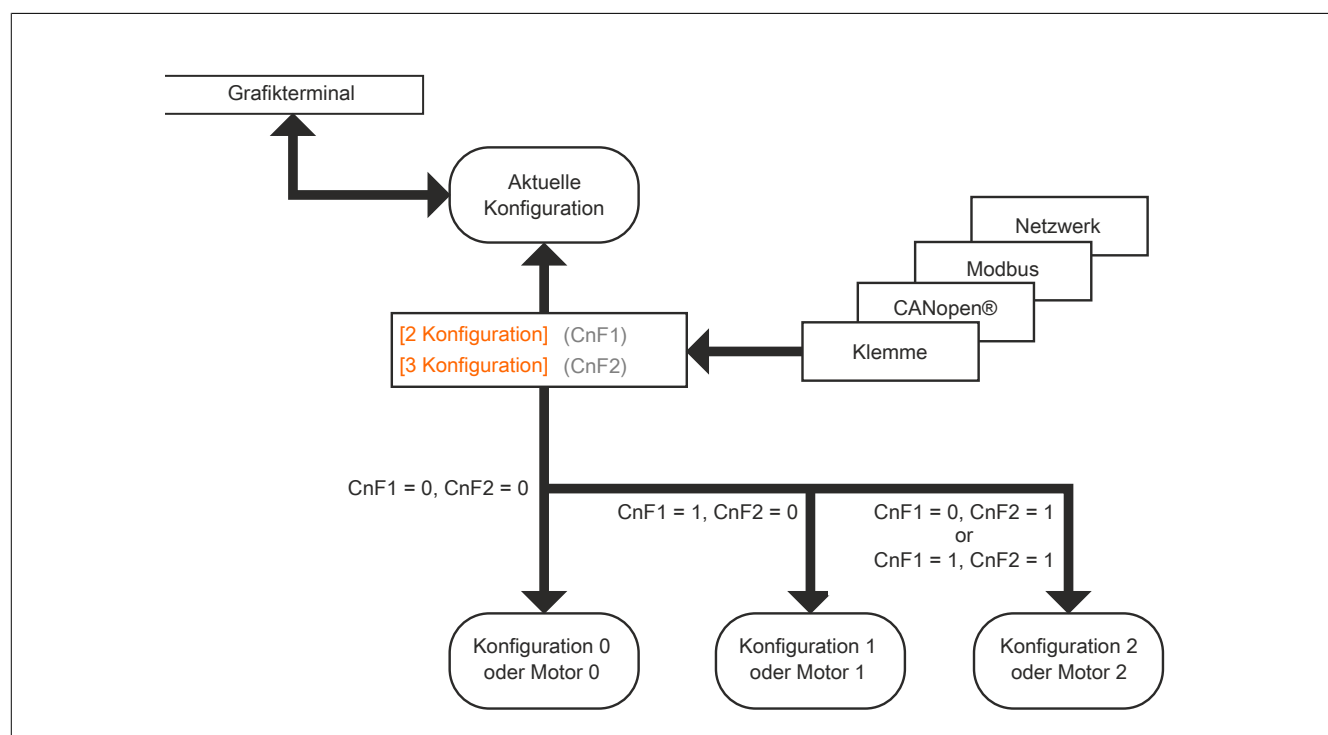 Grafikterminal
Aktuelle
Konfiguration
Netzwerk
Modbus
CANopen®
Klemme
[2 Konfiguration] (CnF1)
[3 Konfiguration] (CnF2)
CnF1 = 0, CnF2 = 0
CnF1 = 1, CnF2 = 0
CnF1 = 0, CnF2 = 1
or
CnF1 = 1, CnF2 = 1
Konfiguration 0
oder Motor 0
Konfiguration 1
oder Motor 1
Konfiguration 2
oder Motor 2